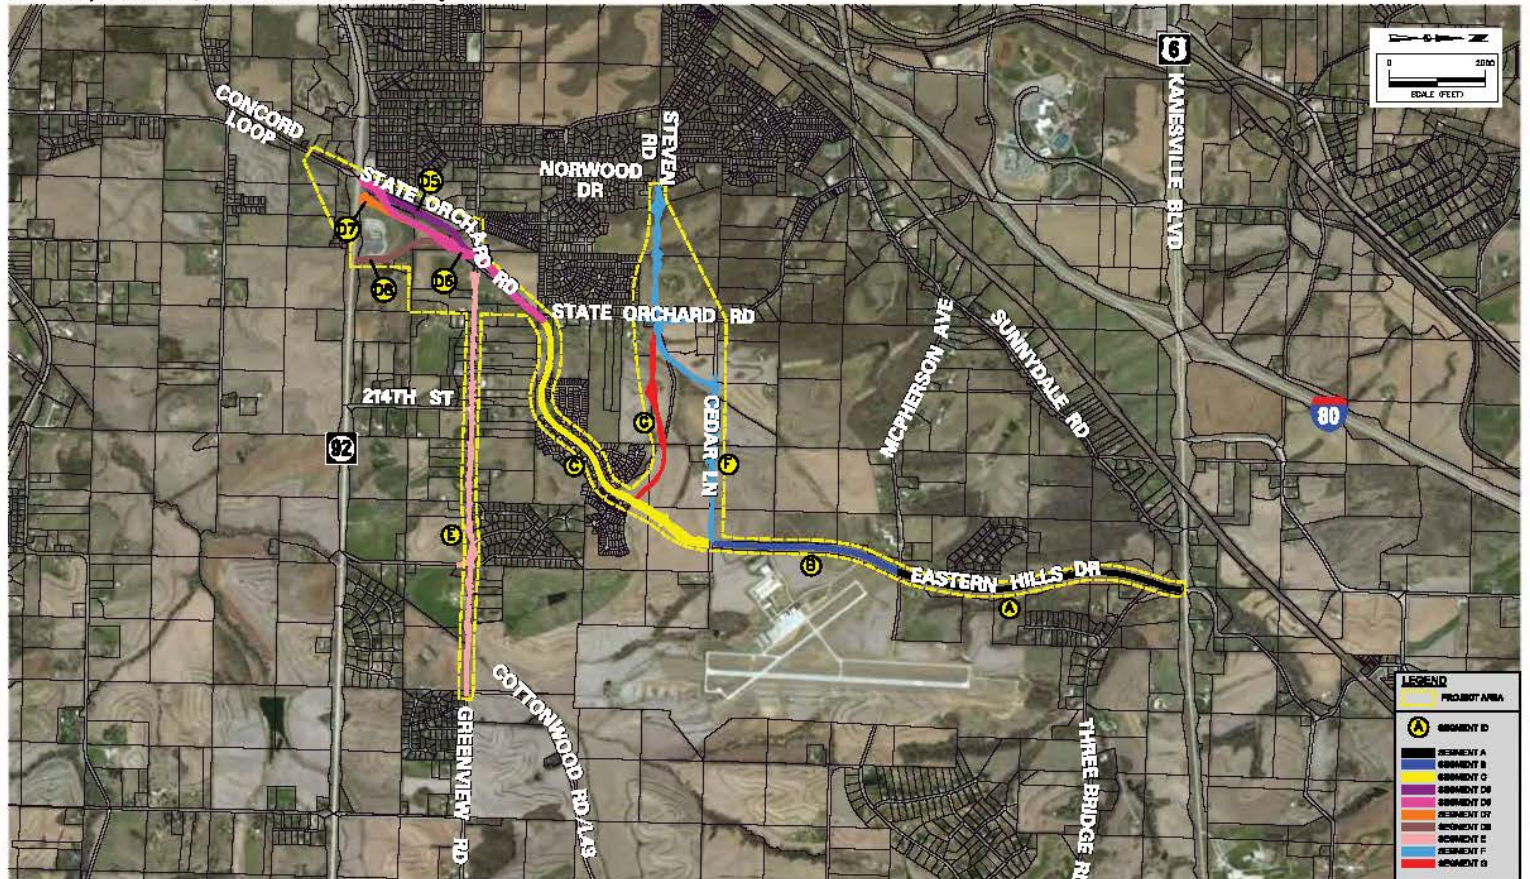 6
KANESVILLE BLVD
0 2000
SCALE (FEET)
CONCORD
LOOP
STEVEN
RD
NORWOOD
DR
STATE ORCHARD RD
D5
D7
D6
D8
STATE ORCHARD RD
MCPHERSON AVE
SUNNYDALE RD
80
214TH ST
92
CEDAR LN
G
C
F
E
B
EASTERN HILLS DR
A
COTTONWOOD RD/L43
GREENVIEW RD
THREE BRIDGE
LEGEND
PROJECT AREA
A SEGMENT ID
SEGMENT A
SEGMENT B
SEGMENT C
SEGMENT D5
SEGMENT D6
SEGMENT D7
SEGMENT D8
SEGMENT E
SEGMENT F
SEGMENT G